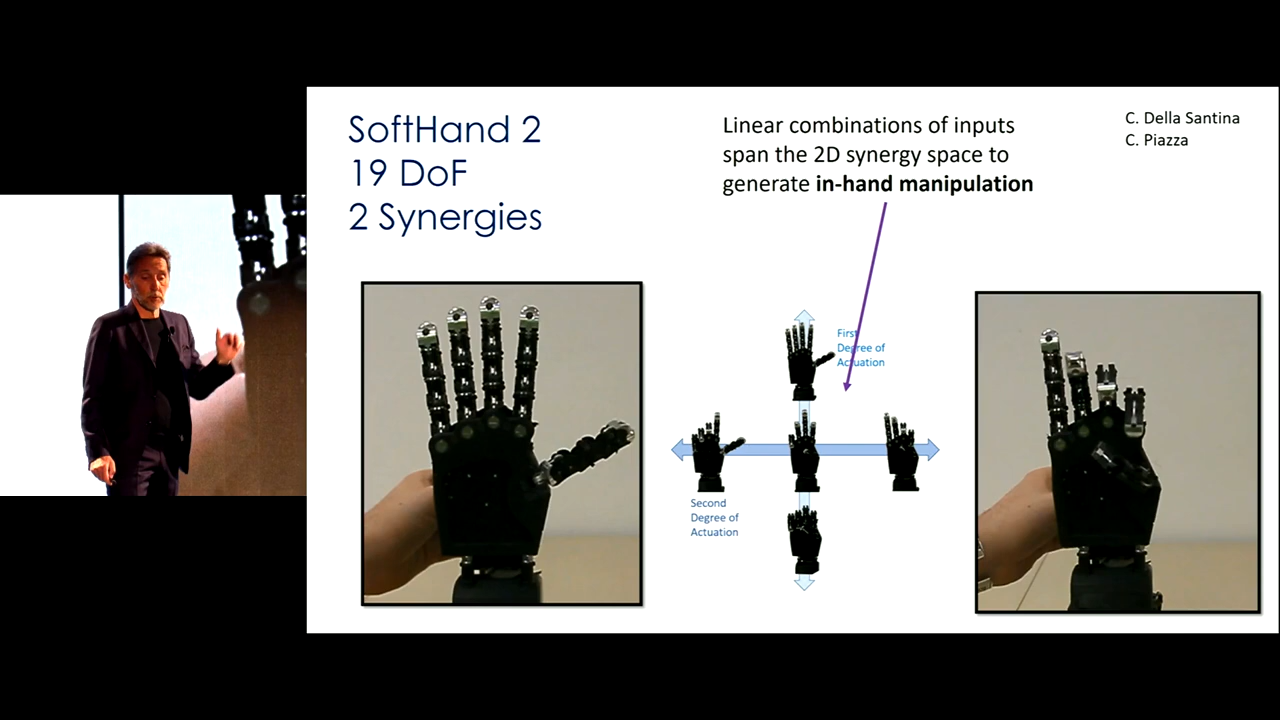 SoftHand 2
19 DoF
2 Synergies
Linear combinations of inputs
span the 2D synergy space to
generate in-hand manipulation
C. Della Santina
C. Piazza
First
Degree of
Actuation
Second
Degree of
Actuation